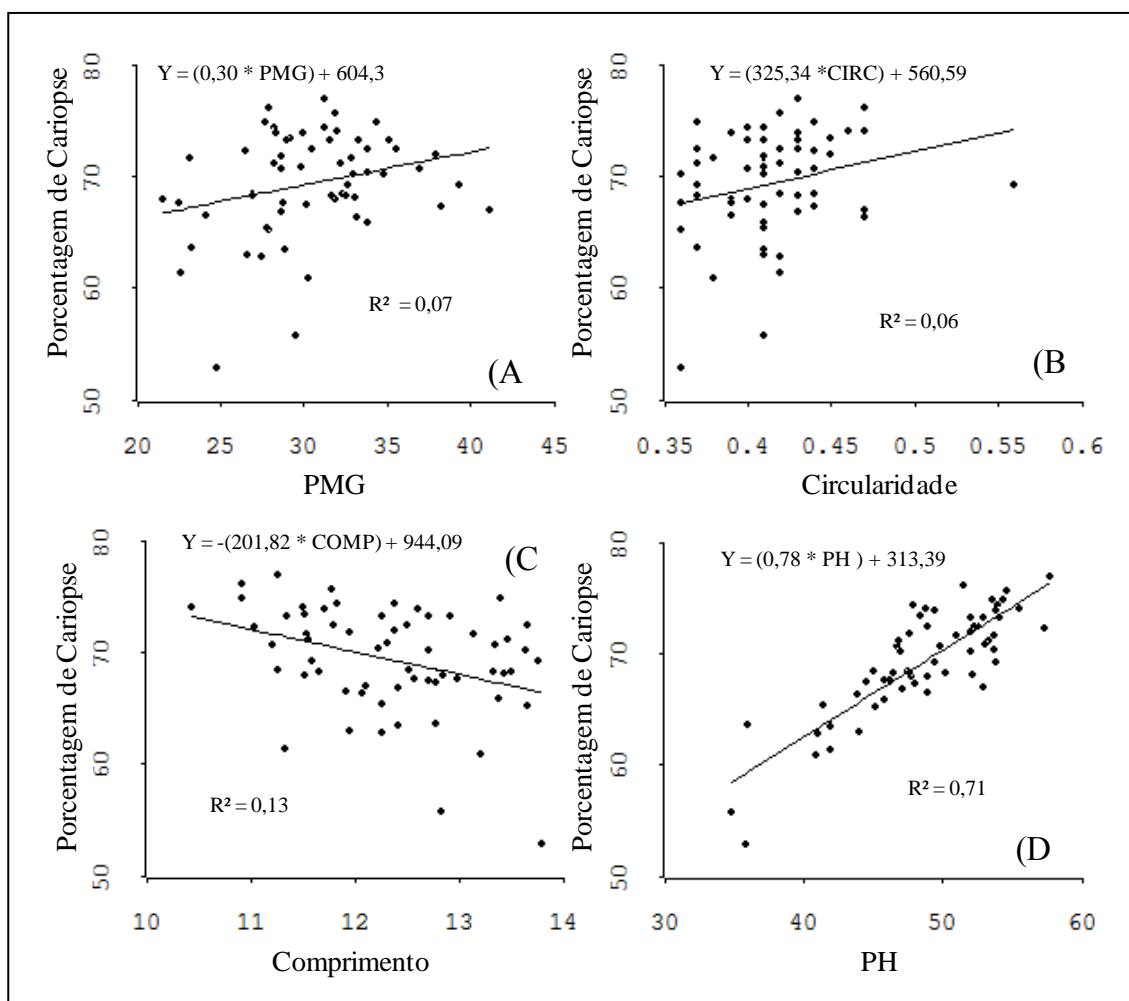 Y = (0,30 * PMG) + 604,3
80
70
60
50
Porcentagem de Cariopse
R² = 0,07
(A
20 25 30 35 40 45
PMG
Y = (325,34 *CIRC) + 560,59
80
70
60
50
Porcentagem de Cariopse
R² = 0,06
(B
0.35 0.4 0.45 0.5 0.55 0.6
Circularidade
Y = -(201,82 * COMP) + 944,09
(C
80
70
60
50
Porcentagem de Cariopse
R² = 0,13
10 11 12 13 14
Comprimento
Y = (0,78 * PH ) + 313,39
80
70
60
50
Porcentagem de Cariopse
R² = 0,71
(D
30 40 50 60
PH